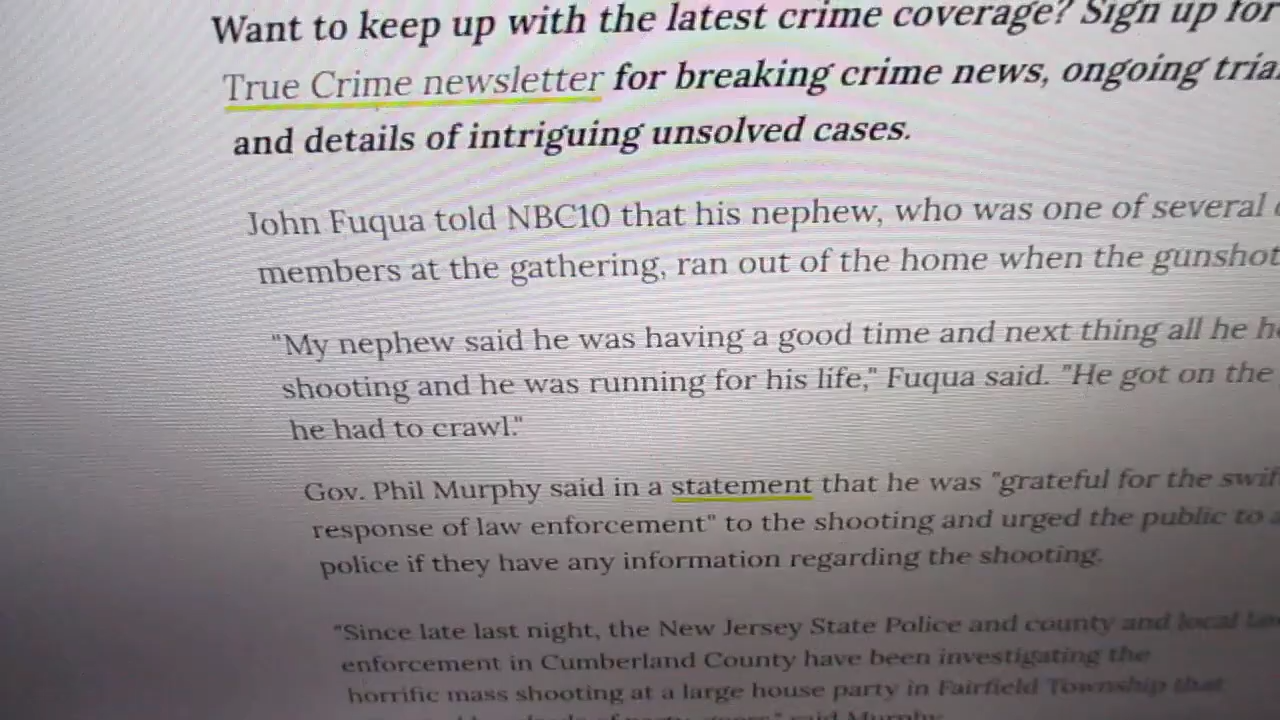 Want to keep up with the latest crime coverage? Sign up for
True Crime newsletter for breaking crime news, ongoing
and details of intriguing unsolved cases.
John Fuqua told NBC10 that his nephew, who was one of several
members at the gathering, ran out of the home when the gunshot
"My nephew said he was having a good time and next thing all he
shooting and he was running for his life," Fuqua said. "He got on the
he had to crawl."
Gov. Phil Murphy said in a statement that he was "grateful for the
response of law enforcement" to the shooting and urged the public to
police if they have any information regarding the shooting.
"Since late last night, the New Jersey State Police and county and local
enforcement in Cumberland County have been investigating the
horrific mass shooting at a large house party in Fairfield Township that
said Murphy